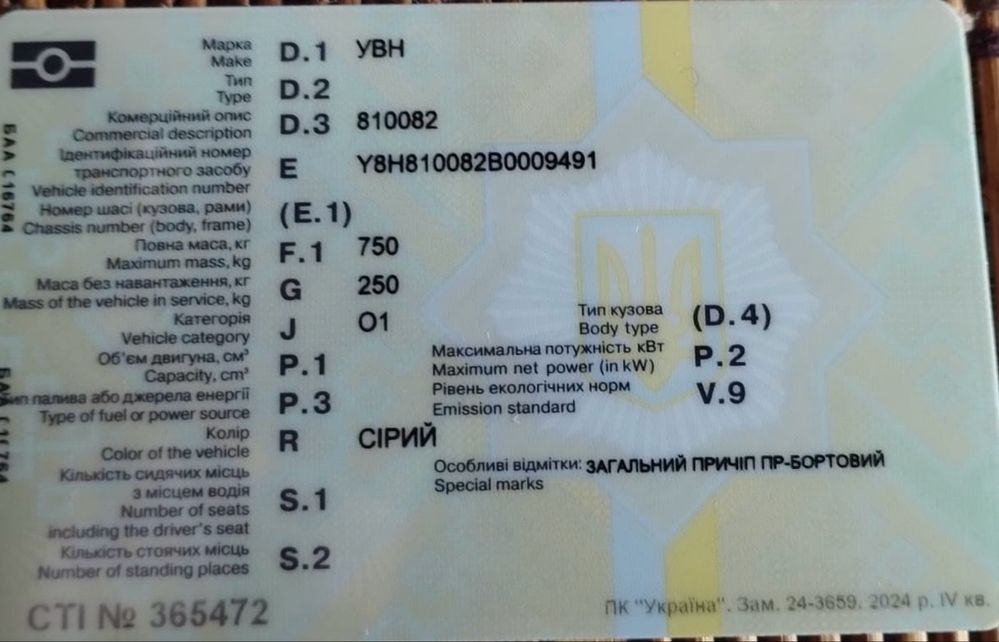 Марка D.1 УВН
Make
Тип D.2
Type
Комерційний опис D.3 810082
Commercial description
Ідентифікаційний номер
транспортного засобу E Y8H810082B0009491
Vehicle identification number
Номер шасі (кузова, рами) (E.1)
Chassis number (body, frame)
Повна маса, кг F.1 750
Maximum mass, kg
Маса без навантаження, кг G 250
Mass of the vehicle in service, kg
Категорія J O1
Vehicle category
Тип кузова (D.4)
Body type
Об'єм двигуна, см³ P.1
Capacity, cm³
Максимальна потужність кВт P.2
Maximum net power (in kW)
тип палива або джерела енергії P.3
Type of fuel or power source
Рівень екологічних норм V.9
Emission standard
Колір R СІРИЙ
Color of the vehicle
Особливі відмітки: ЗАГАЛЬНИЙ ПРИЧІП ПР-БОРТОВИЙ
Special marks
Кількість сидячих місць
з місцем водія S.1
Number of seats
including the driver's seat
Кількість стоячих місць S.2
Number of standing places
СТІ № 365472
ПК "Україна". Зам. 24-3659. 2024 р. IV кв.